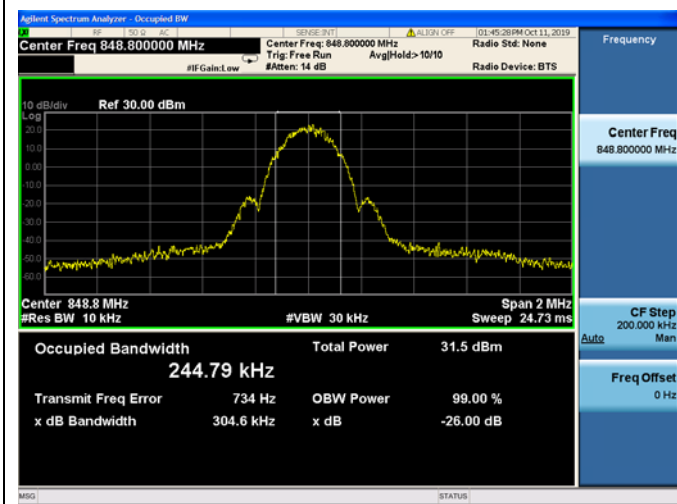 Agilent Spectrum Analyzer - Occupied BW
RF 50 Ω AC SENSE:INT ALIGN OFF 01:45:28 PM Oct 11, 2019
Center Freq 848.800000 MHz Center Freq: 848.800000 MHz Radio Std: None
Trig: Free Run Avg|Hold:> 10/10
#IFGain:Low #Atten: 14 dB Radio Device: BTS
Frequency
10 dB/div Ref 30.00 dBm
Log
20.0
10.0
0.00
-10.0
-20.0
-30.0
-40.0
-50.0
-60.0
Center Freq
848.800000 MHz
Center 848.8 MHz Span 2 MHz
#Res BW 10 kHz #VBW 30 kHz Sweep 24.73 ms
CF Step
200.000 kHz
Auto Man
Occupied Bandwidth Total Power 31.5 dBm
244.79 kHz
Transmit Freq Error 734 Hz OBW Power 99.00 %
x dB Bandwidth 304.6 kHz x dB -26.00 dB
Freq Offset
0 Hz
MSG STATUS